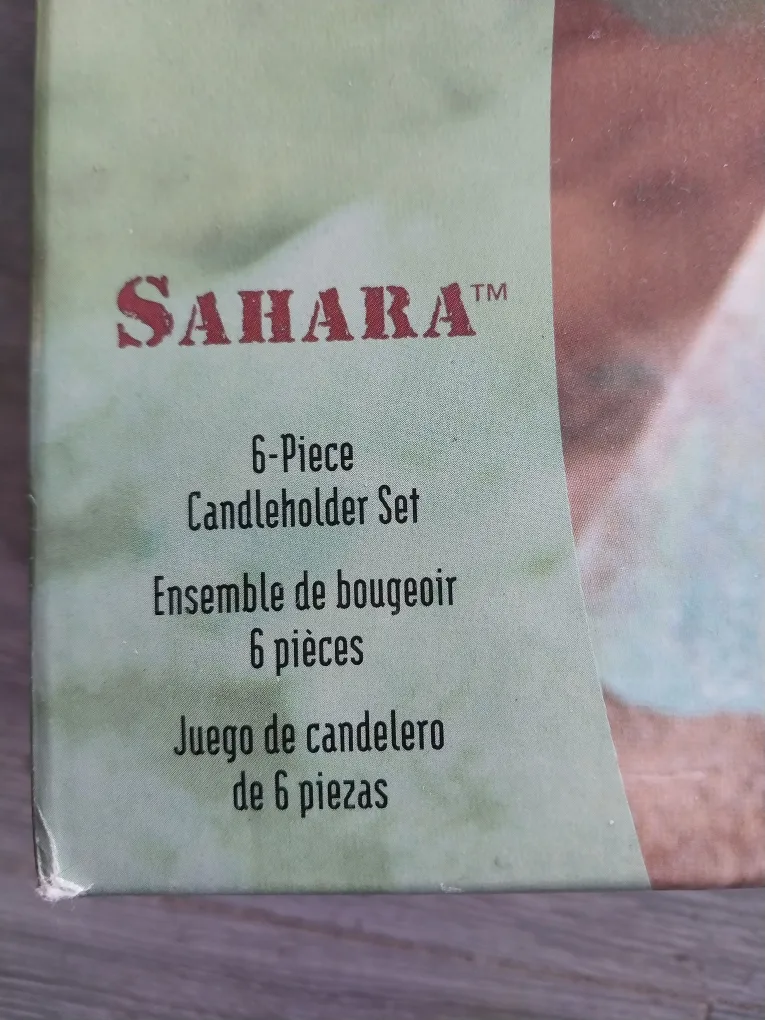 SAHARA™
6-Piece
Candleholder Set
Ensemble de bougeoir
6 pièces
Juego de candelero
de 6 piezas